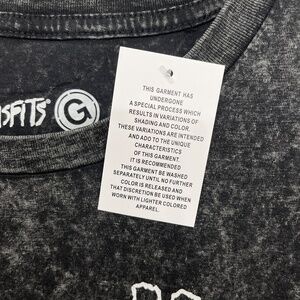 SFITS
G
THIS GARMENT HAS
UNDERGONE
A SPECIAL PROCESS WHICH
RESULTS IN VARIATIONS OF
SHADING AND COLOR.
THESE VARIATIONS ARE INTENDED
AND ADD TO THE UNIQUE
CHARACTERISTICS
OF THIS GARMENT.
IT IS RECOMMENDED
THIS GARMENT BE WASHED
SEPARATELY UNTIL NO FURTHER
COLOR IS RELEASED AND
THAT DISCRETION BE USED WHEN
WORN WITH LIGHTER COLORED
APPAREL.